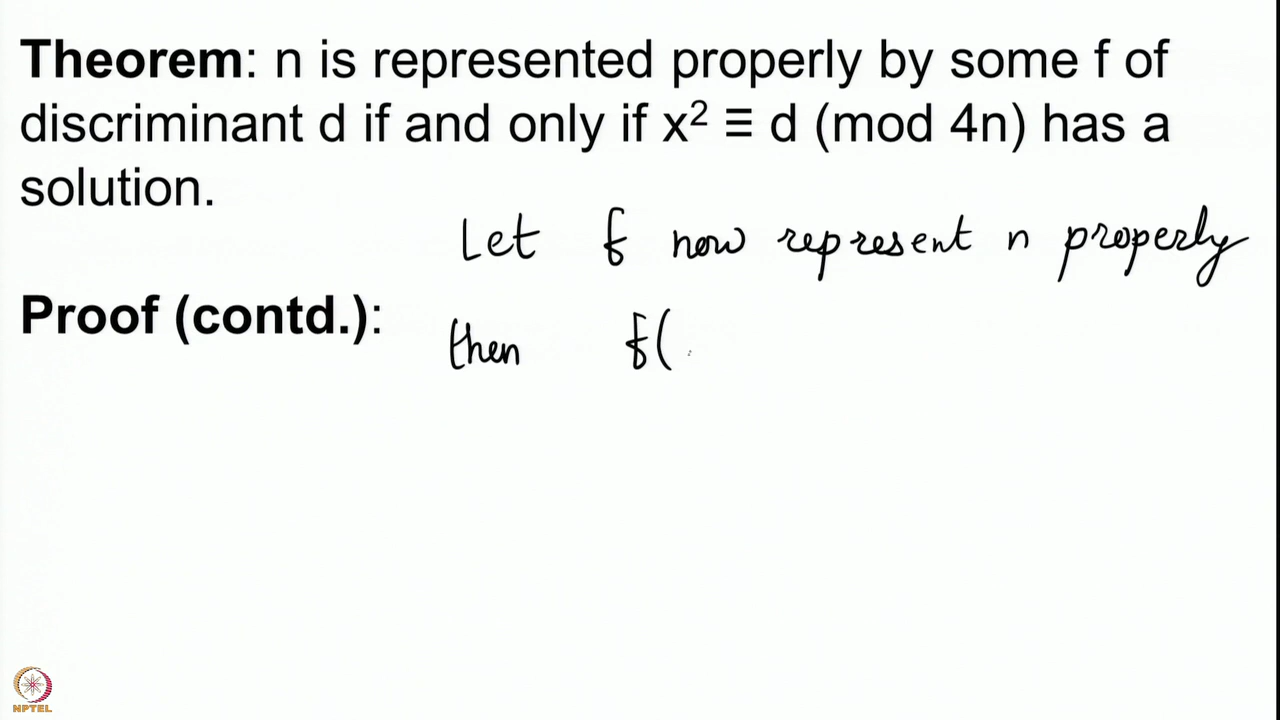 Theorem: n is represented properly by some f of
discriminant d if and only if x² ≡ d (mod 4n) has a
solution.
Let f now represent n properly
Proof (contd.):
then f(
NPTEL